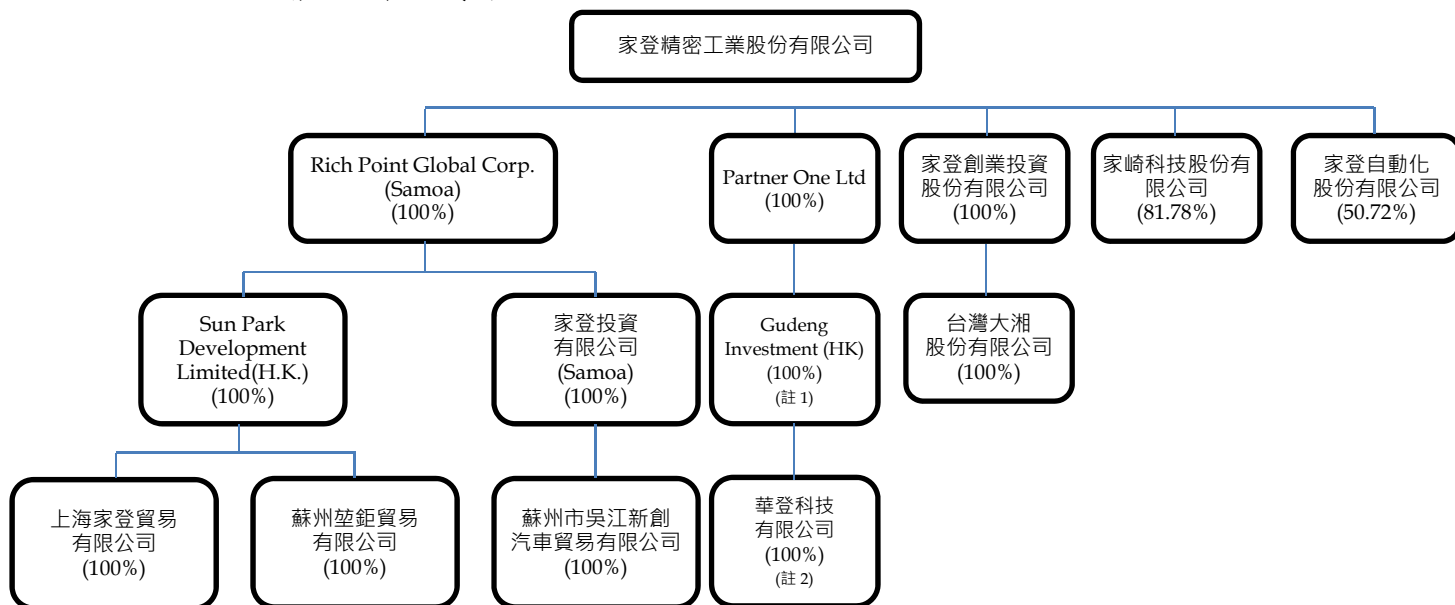 家登精密工業股份有限公司
Rich Point Global Corp.
(Samoa)
(100%)
Partner One Ltd
(100%)
家登創業投資
股份有限公司
(100%)
家崎科技股份有
限公司
(81.78%)
家登自動化
股份有限公司
(50.72%)
Sun Park
Development
Limited(H.K.)
(100%)
家登投資
有限公司
(Samoa)
(100%)
Gudeng
Investment (HK)
(100%)
(註 1)
台灣大湘
股份有限公司
(100%)
上海家登貿易
有限公司
(100%)
蘇州堃鉅貿易
有限公司
(100%)
蘇州市吳江新創
汽車貿易有限公司
(100%)
華登科技
有限公司
(100%)
(註 2)